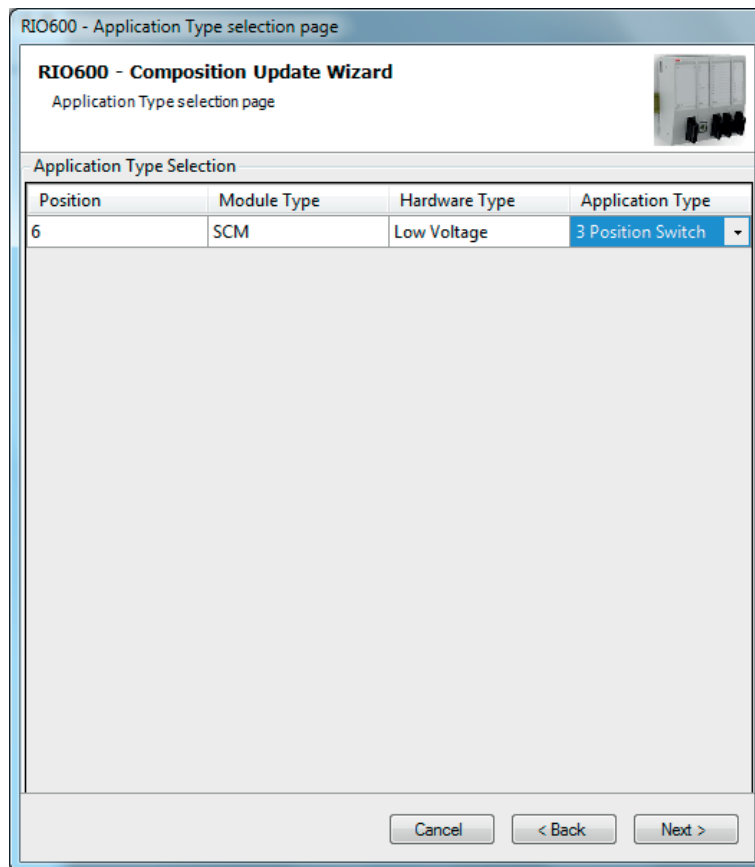 RIO600 - Application Type selection page
RIO600 - Composition Update Wizard
Application Type selection page
Application Type Selection
Position Module Type Hardware Type Application Type
6 SCM Low Voltage 3 Position Switch
Cancel < Back Next >